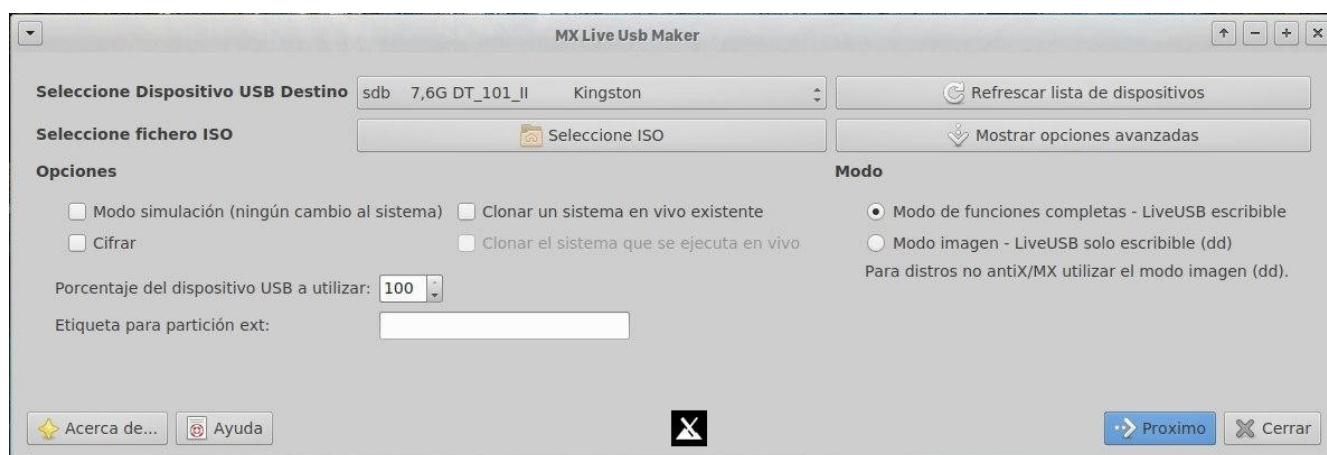 MX Live Usb Maker
Seleccione Dispositivo USB Destino sdb 7,6G DT_101_II Kingston Refrescar lista de dispositivos
Seleccione fichero ISO Seleccione ISO Mostrar opciones avanzadas
Opciones Modo
Modo simulación (ningún cambio al sistema) Clonar un sistema en vivo existente Modo de funciones completas - LiveUSB escribible
Cifrar Clonar el sistema que se ejecuta en vivo Modo imagen - LiveUSB solo escribible (dd)
Para distros no antiX/MX utilizar el modo imagen (dd).
Porcentaje del dispositivo USB a utilizar: 100
Etiqueta para partición ext:
Acerca de... Ayuda Proximo Cerrar